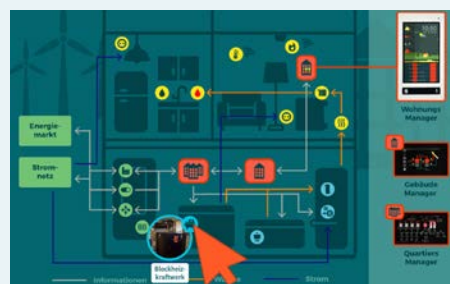 Energie-
markt
Strom-
netz
Blockheiz-
kraftwerk
Informationen
Strom
Wohnungs
Manager
Gebäude
Manager
Quartiers
Manager